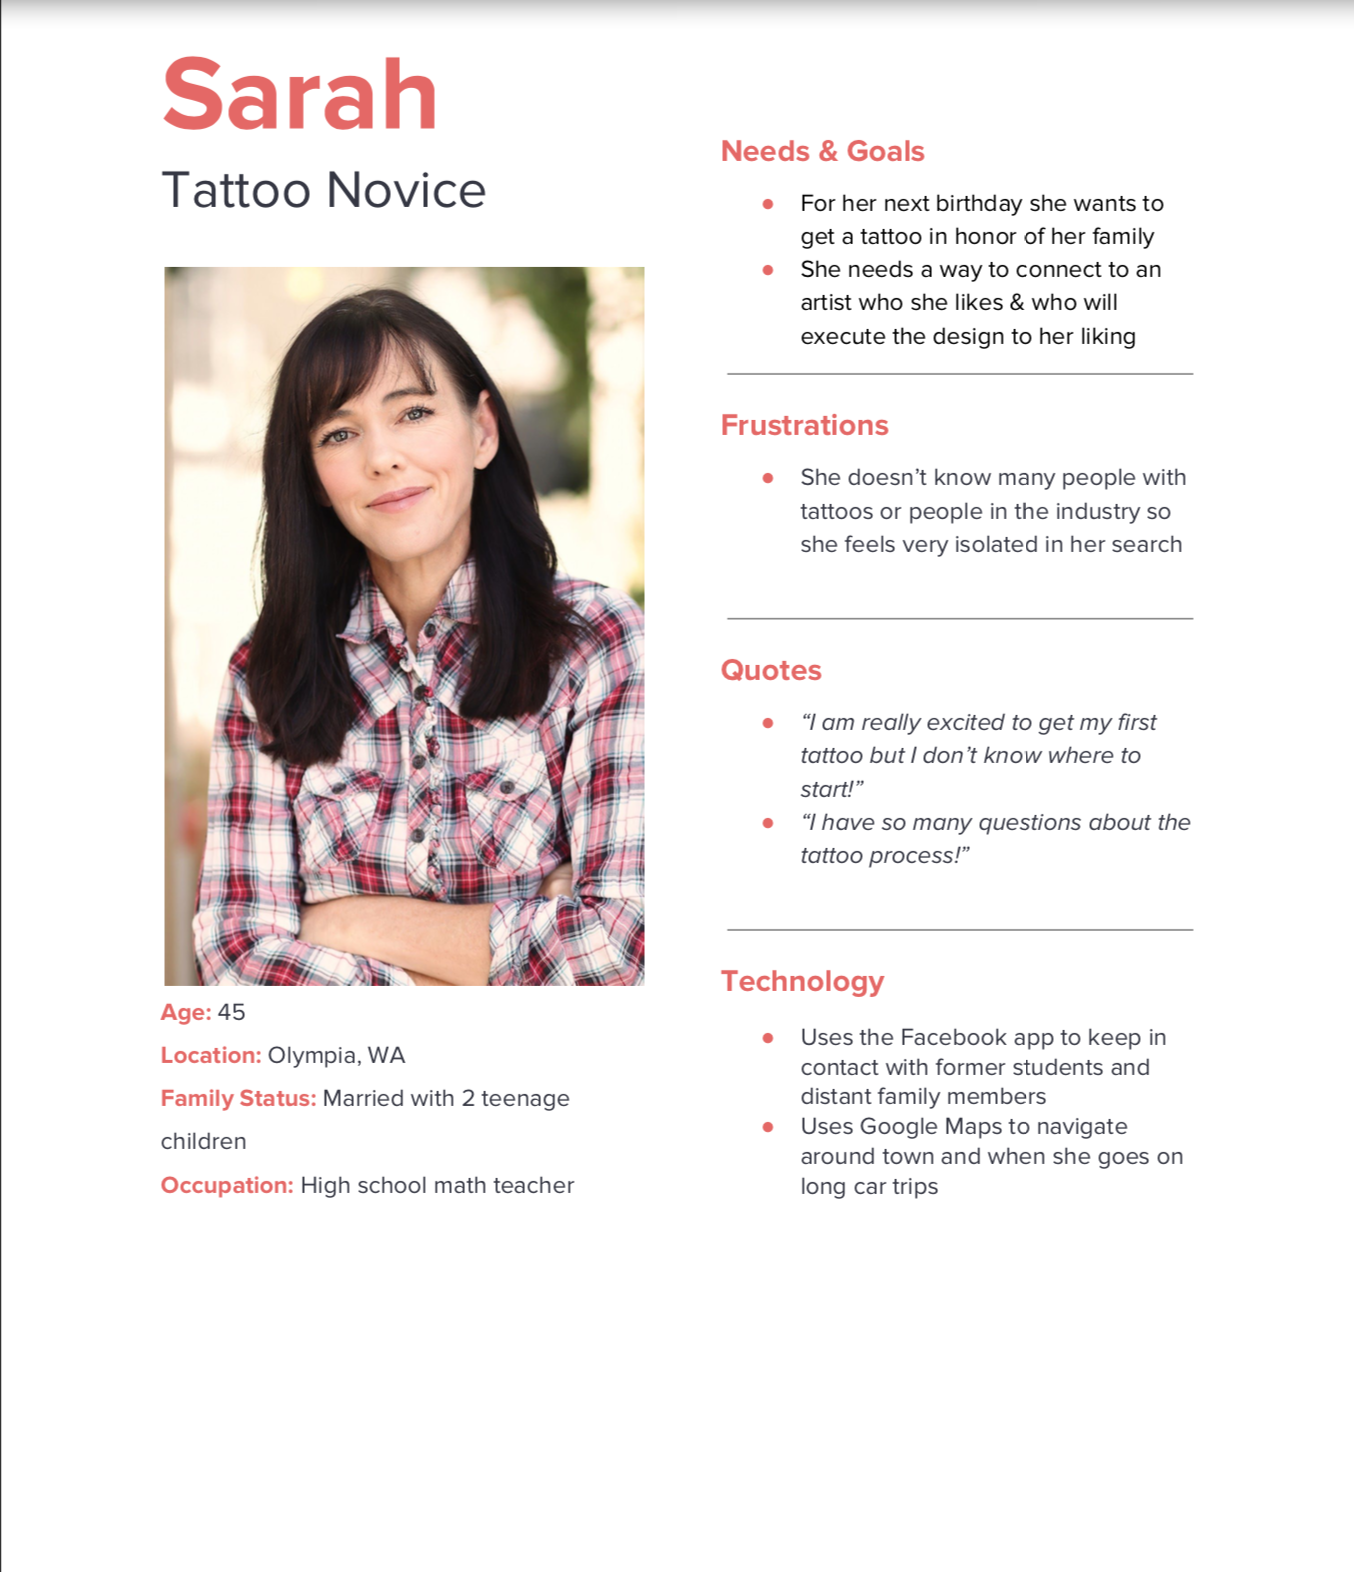 Sarah
Tattoo Novice
Age: 45
Location: Olympia, WA
Family Status: Married with 2 teenage
children
Occupation: High school math teacher
Needs & Goals
● For her next birthday she wants to
get a tattoo in honor of her family
● She needs a way to connect to an
artist who she likes & who will
execute the design to her liking
Frustrations
● She doesn’t know many people with
tattoos or people in the industry so
she feels very isolated in her search
Quotes
● “I am really excited to get my first
tattoo but I don’t know where to
start!”
● “I have so many questions about the
tattoo process!”
Technology
● Uses the Facebook app to keep in
contact with former students and
distant family members
● Uses Google Maps to navigate
around town and when she goes on
long car trips